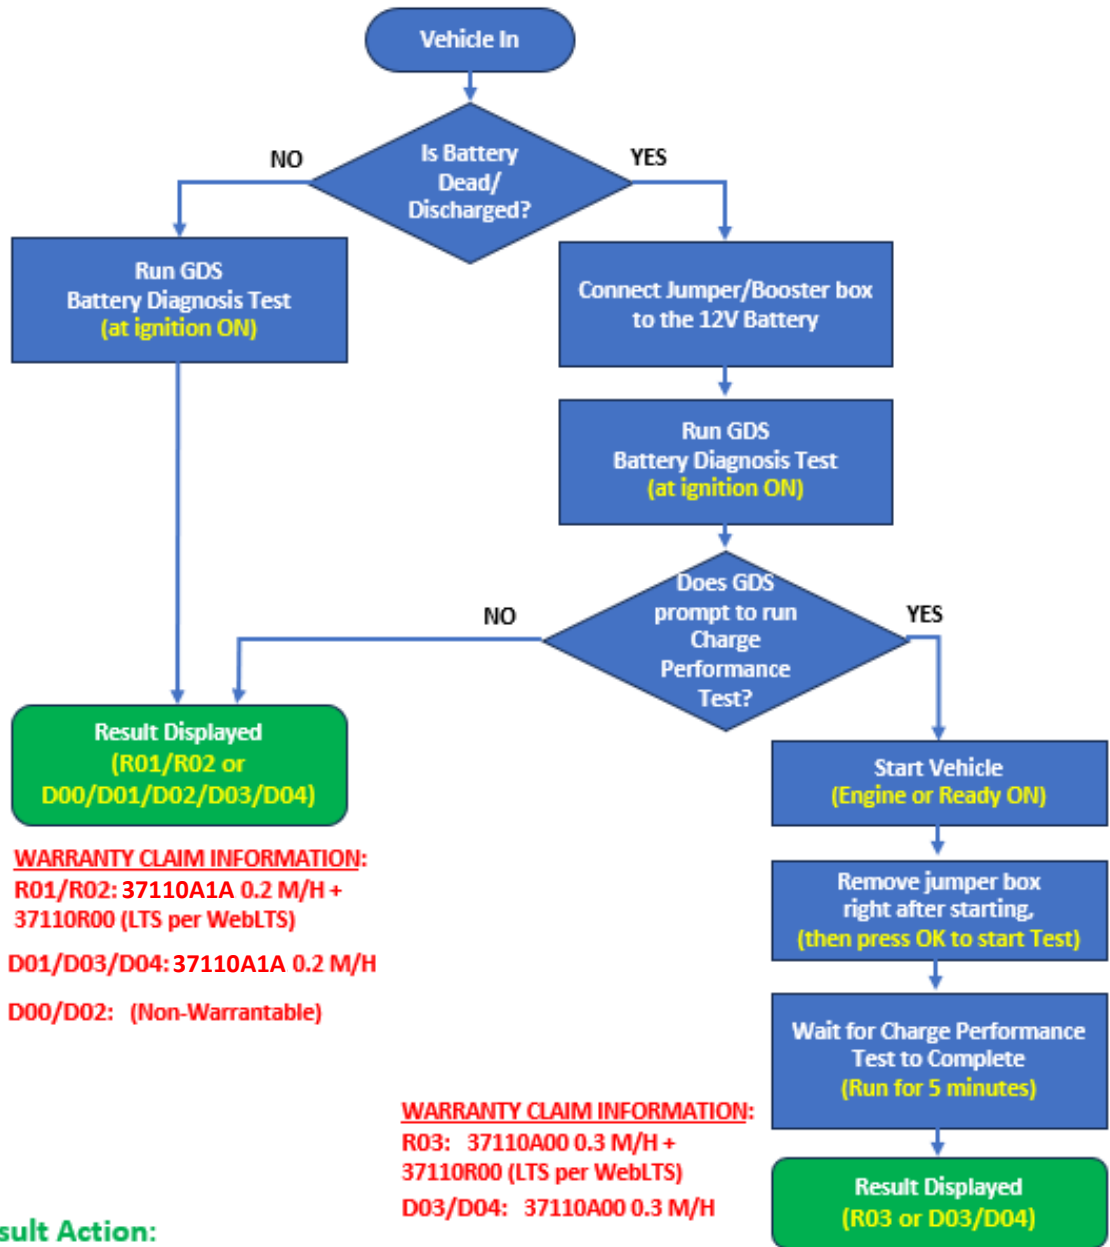 Vehicle In
Is Battery
Dead/
Discharged?
NO
YES
Run GDS
Battery Diagnosis Test
(at ignition ON)
Connect Jumper/Booster box
to the 12V Battery
Run GDS
Battery Diagnosis Test
(at ignition ON)
Does GDS
prompt to run
Charge
Performance
Test?
NO
YES
Result Displayed
(R01/R02 or
D00/D01/D02/D03/D04)
WARRANTY CLAIM INFORMATION:
R01/R02: 37110A1A 0.2 M/H +
37110R00 (LTS per WebLTS)
D01/D03/D04: 37110A1A 0.2 M/H
D00/D02: (Non-Warrantable)
Start Vehicle
(Engine or Ready ON)
Remove jumper box
right after starting,
(then press OK to start Test)
Wait for Charge Performance
Test to Complete
(Run for 5 minutes)
WARRANTY CLAIM INFORMATION:
R03: 37110A00 0.3 M/H +
37110R00 (LTS per WebLTS)
D03/D04: 37110A00 0.3 M/H
Result Displayed
(R03 or D03/D04)
sult Action: